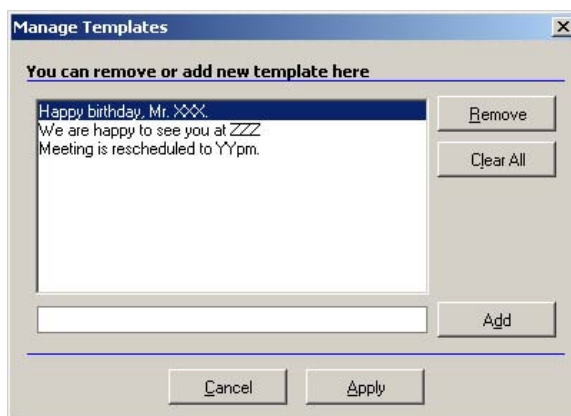 Manage Templates
You can remove or add new template here
Happy birthday, Mr. XXX.
We are happy to see you at ZZZ
Meeting is rescheduled to YYpm.
Remove
Clear All
Add
Cancel
Apply